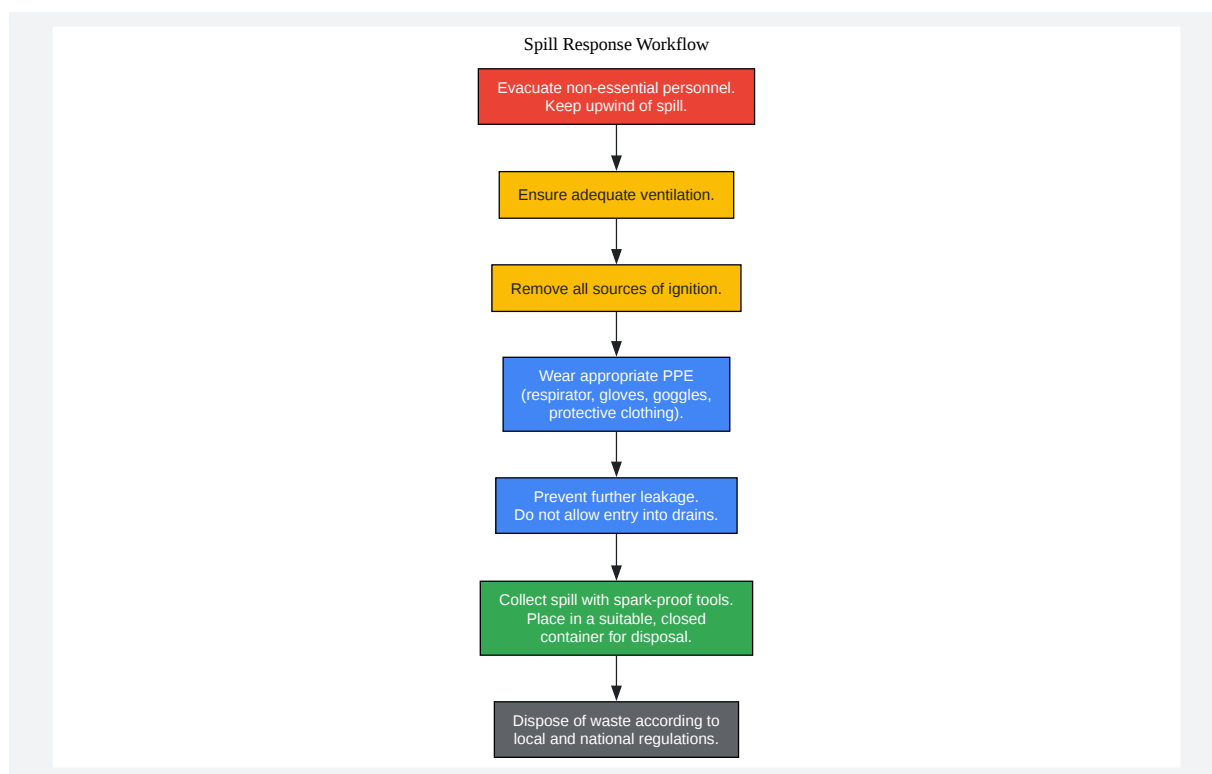 Spill Response Workflow
Evacuate non-essential personnel.
Keep upwind of spill.
Ensure adequate ventilation.
Remove all sources of ignition.
Wear appropriate PPE
(respirator, gloves, goggles,
protective clothing).
Prevent further leakage.
Do not allow entry into drains.
Collect spill with spark-proof tools.
Place in a suitable, closed
container for disposal.
Dispose of waste according to
local and national regulations.